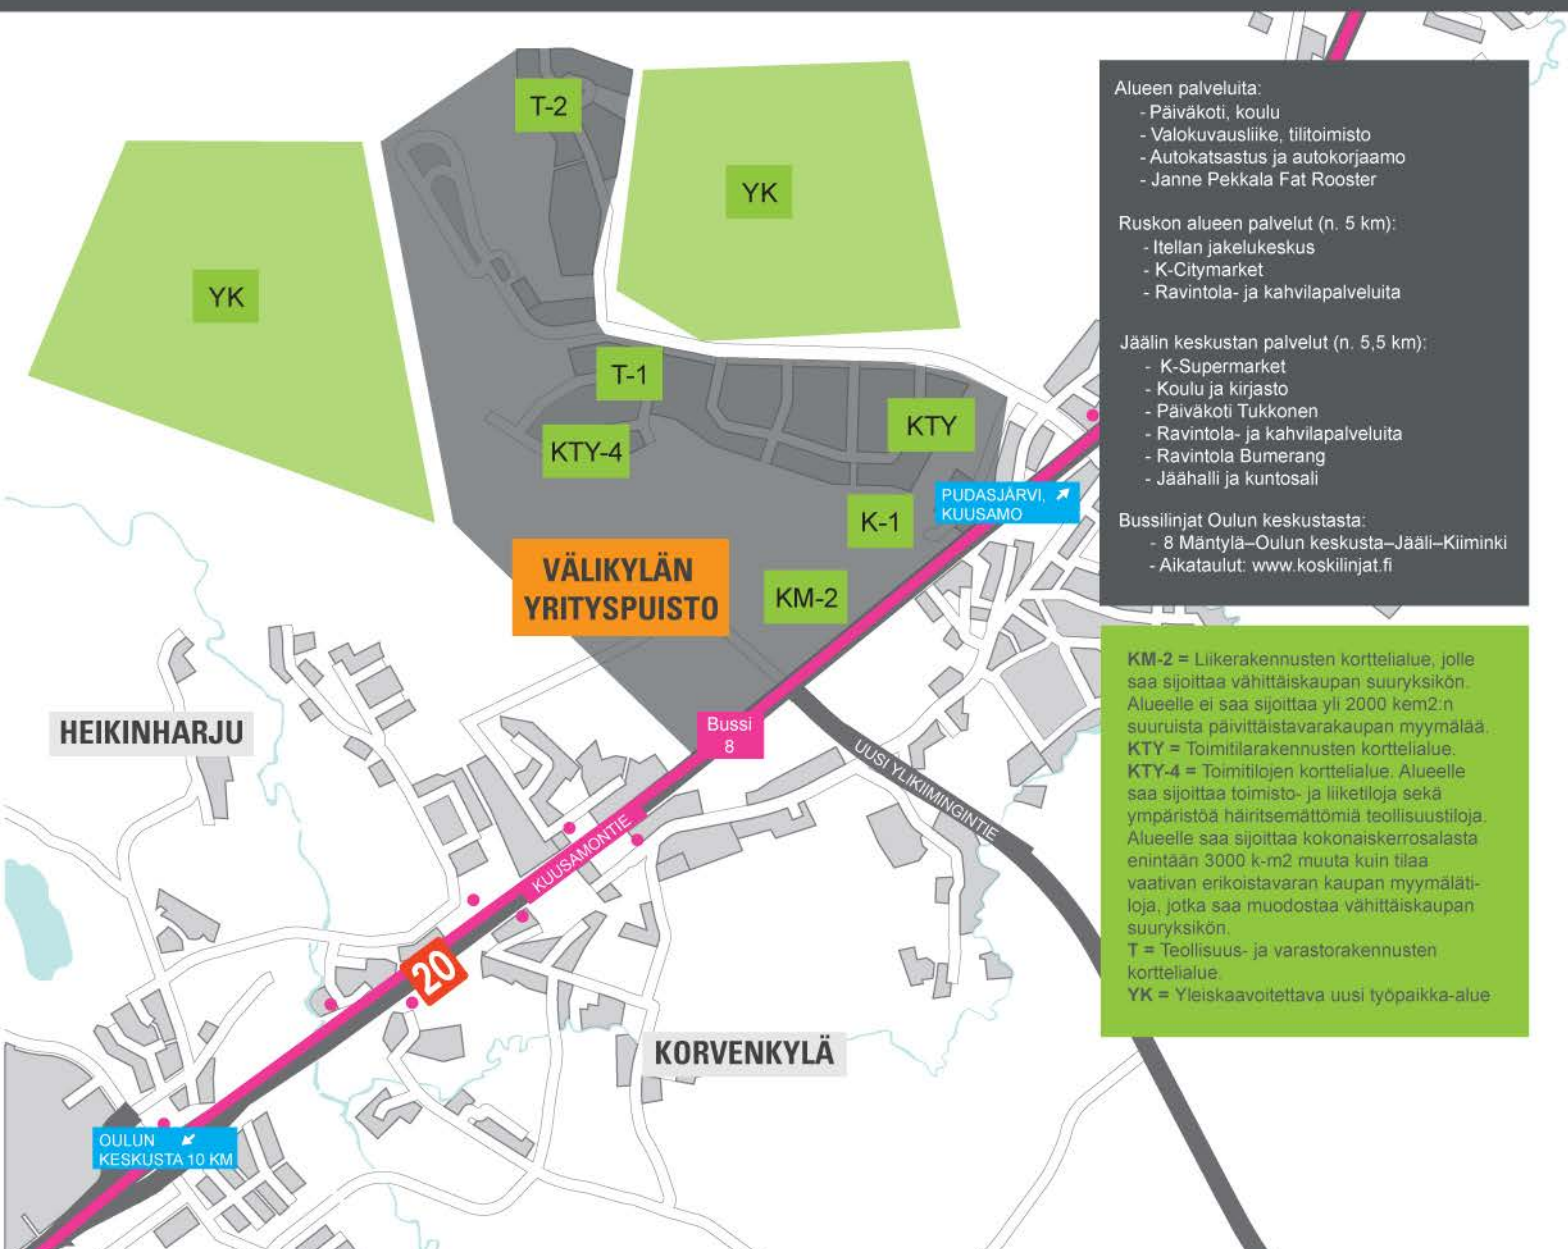 T-2
YK
YK
T-1
KTY
KTY-4
K-1
PUDASJÄRVI,
KUUSAMO
VÄLIKYLÄN
YRITYSPUISTO
KM-2
HEIKINHARJU
Bussi
8
UUSI YLIKIIMINGINTIE
KUUSAMONTIE
20
KORVENKYLÄ
OULUN
KESKUSTA 10 KM
Alueen palveluita:
- Päiväkoti, koulu
- Valokuvausliike, tilitoimisto
- Autokatsastus ja autokorjaamo
- Janne Pekkala Fat Rooster
Ruskon alueen palvelut (n. 5 km):
- Itellan jakelukeskus
- K-Citymarket
- Ravintola- ja kahvilapalveluita
Jäälin keskustan palvelut (n. 5,5 km):
- K-Supermarket
- Koulu ja kirjasto
- Päiväkoti Tukkonen
- Ravintola- ja kahvilapalveluita
- Ravintola Bumerang
- Jäähalli ja kuntosali
Bussilinjat Oulun keskustasta:
- 8 Mäntylä–Oulun keskusta–Jääli–Kiiminki
- Aikataulut: www.koskilinjat.fi
KM-2 = Liikerakennusten korttelialue, jolle
saa sijoittaa vähittäiskaupan suuryksikön.
Alueelle ei saa sijoittaa yli 2000 kem2:n
suuruista päivittäistavarakaupan myymälää.
KTY = Toimitilarakennusten korttelialue.
KTY-4 = Toimitilojen korttelialue. Alueelle
saa sijoittaa toimisto- ja liiketiloja sekä
ympäristöä häiritsemättömiä teollisuustiloja.
Alueelle saa sijoittaa kokonaiskerrosalasta
enintään 3000 k-m2 muuta kuin tilaa
vaativan erikoistavaran kaupan myymäläti-
loja, jotka saa muodostaa vähittäiskaupan
suuryksikön.
T = Teollisuus- ja varastorakennusten
korttelialue.
YK = Yleiskaavoitettava uusi työpaikka-alue